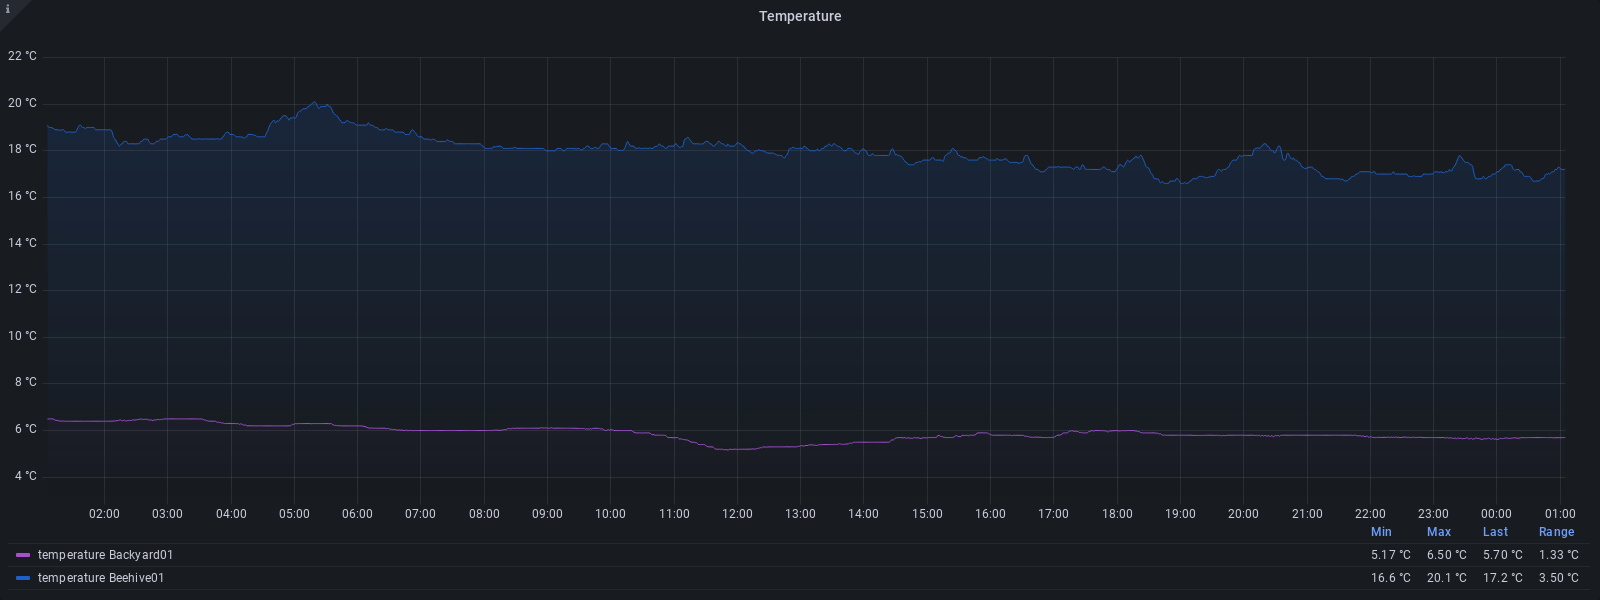 i
Temperature
22 °C
20 °C
18 °C
16 °C
14 °C
12 °C
10 °C
8 °C
6 °C
4 °C
02:00 03:00 04:00 05:00 06:00 07:00 08:00 09:00 10:00 11:00 12:00 13:00 14:00 15:00 16:00 17:00 18:00 19:00 20:00 21:00 22:00 23:00 00:00 01:00
Min Max Last Range
temperature Backyard01 5.17 °C 6.50 °C 5.70 °C 1.33 °C
temperature Beehive01 16.6 °C 20.1 °C 17.2 °C 3.50 °C